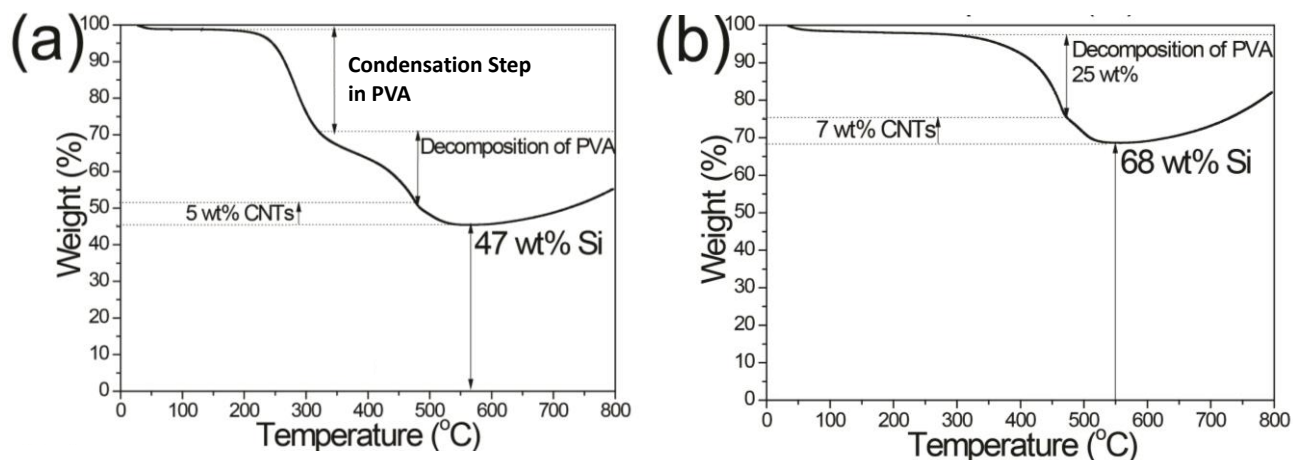 (a)
100
90
80
70
60
50
40
30
20
10
0
Weight (%)
Condensation Step
in PVA
Decomposition of PVA
5 wt% CNTs
47 wt% Si
0 100 200 300 400 500 600 700 800
Temperature (°C)
(b)
100
90
80
70
60
50
40
30
20
10
0
Weight (%)
Decomposition of PVA
25 wt%
7 wt% CNTs
68 wt% Si
0 100 200 300 400 500 600 700 800
Temperature (°C)